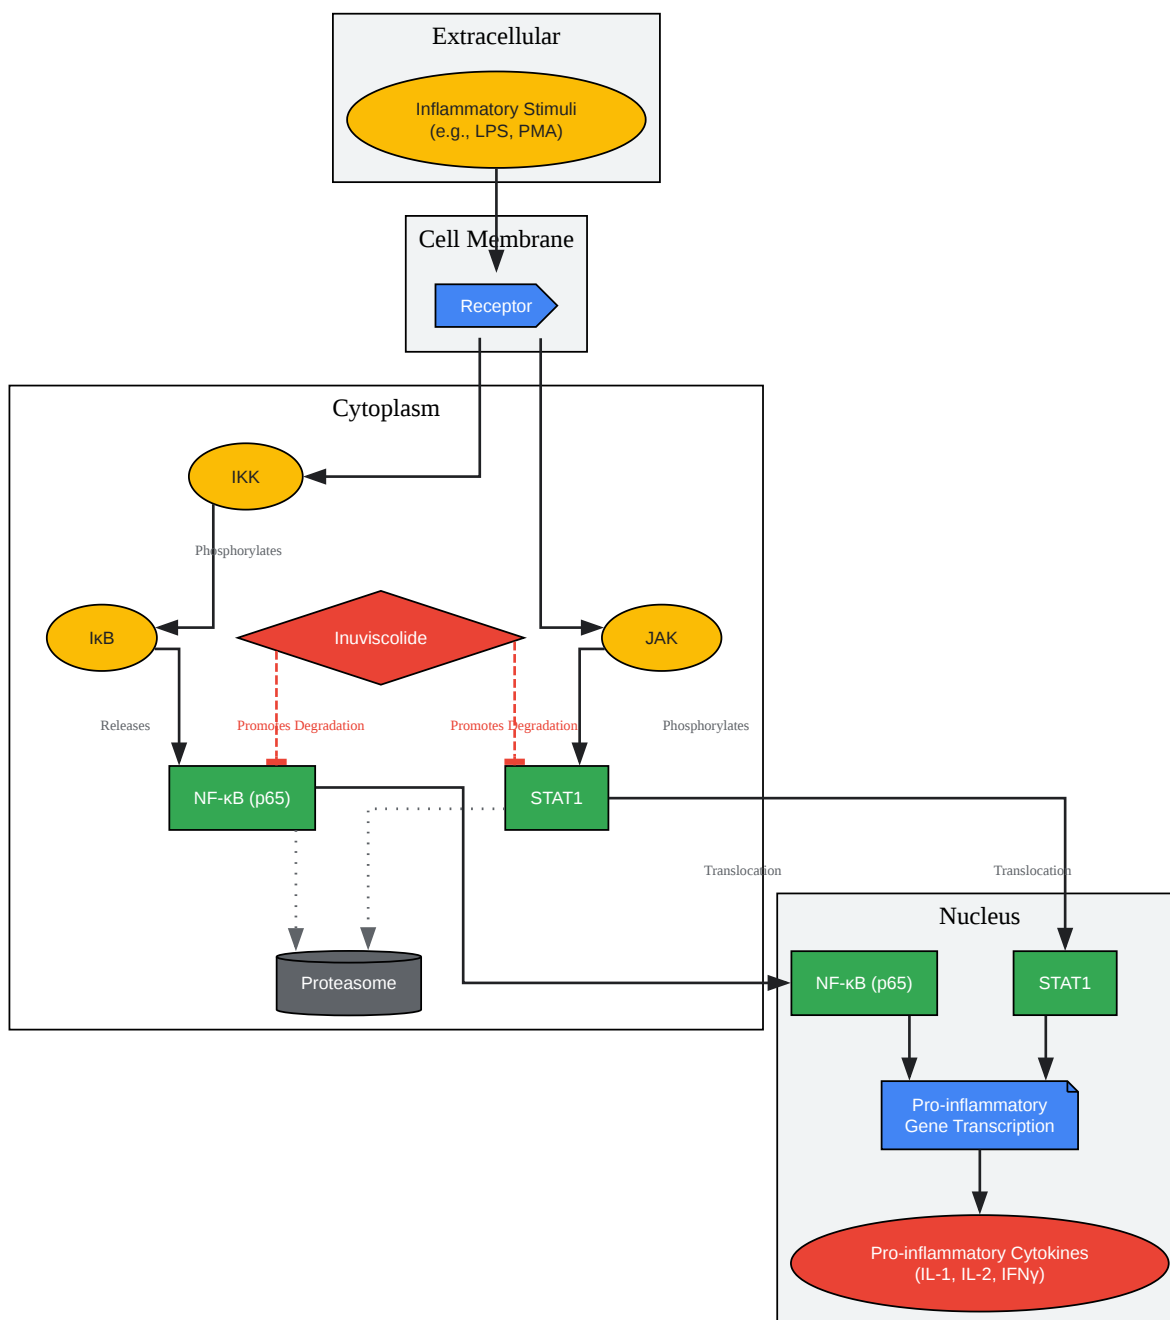 Extracellular
Inflammatory Stimuli
(e.g., LPS, PMA)
Cell Membrane
Receptor
Cytoplasm
IKK
Phosphorylates
IκB
Inuviscolide
JAK
Releases
Promotes Degradation
Promotes Degradation
Phosphorylates
NF-κB (p65)
STAT1
Translocation
Translocation
Nucleus
Proteasome
NF-κB (p65)
STAT1
Pro-inflammatory
Gene Transcription
Pro-inflammatory Cytokines
(IL-1, IL-2, IFNγ)